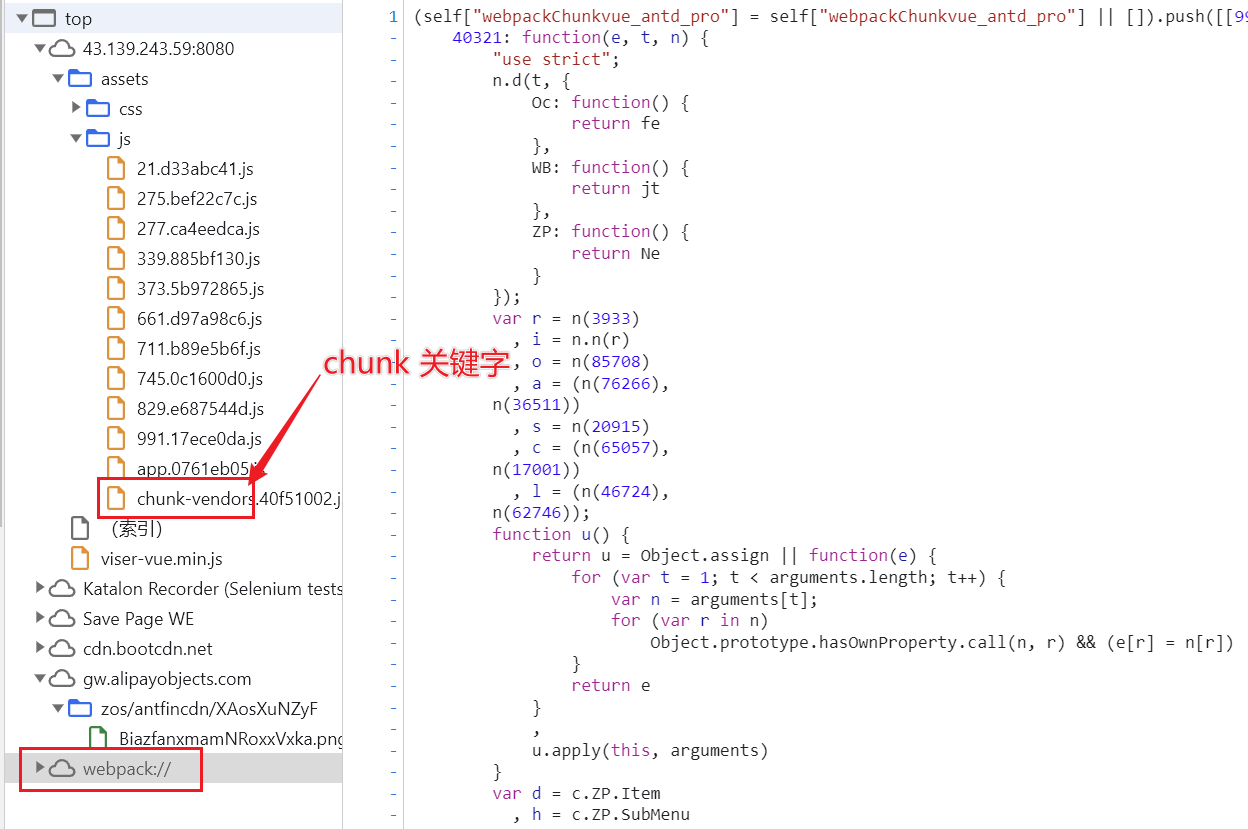 top
43.139.243.59:8080
assets
css
js
21.d33abc41.js
275.bef22c7c.js
277.ca4eedca.js
339.885bf130.js
373.5b972865.js
661.d97a98c6.js
711.b89e5b6f.js
745.0c1600d0.js
829.e687544d.js
991.17ece0da.js
app.0761eb05.j
chunk-vendors.40f51002.j
(索引)
viser-vue.min.js
Katalon Recorder (Selenium tests
Save Page WE
cdn.bootcdn.net
gw.alipayobjects.com
zos/antfincdn/XAosXuNZyF
BiazfanxmamNRoxxVxka.png
webpack://
chunk 关键字
1 (self["webpackChunkvue_antd_pro"] = self["webpackChunkvue_antd_pro"] || []).push([[99
- 40321: function(e, t, n) {
- "use strict";
- n.d(t, {
- Oc: function() {
- return fe
- },
- WB: function() {
- return jt
- },
- ZP: function() {
- return Ne
- }
- });
- var r = n(3933)
- , i = n.n(r)
- , o = n(85708)
- , a = (n(76266),
- n(36511))
- , s = n(20915)
- , c = (n(65057),
- n(17001))
- , l = (n(46724),
- n(62746));
- function u() {
- return u = Object.assign || function(e) {
- for (var t = 1; t < arguments.length; t++) {
- var n = arguments[t];
- for (var r in n)
- Object.prototype.hasOwnProperty.call(n, r) && (e[r] = n[r])
- }
- return e
- }
- ,
- u.apply(this, arguments)
- }
- var d = c.ZP.Item
- , h = c.ZP.SubMenu